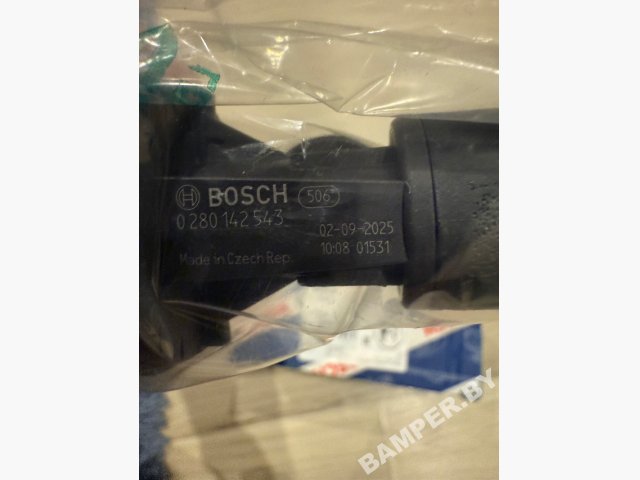 BOSCH 506
0 280 142 543
02-09-2025
Made in Czech Rep.
10:08 01531
BAMPER.BY